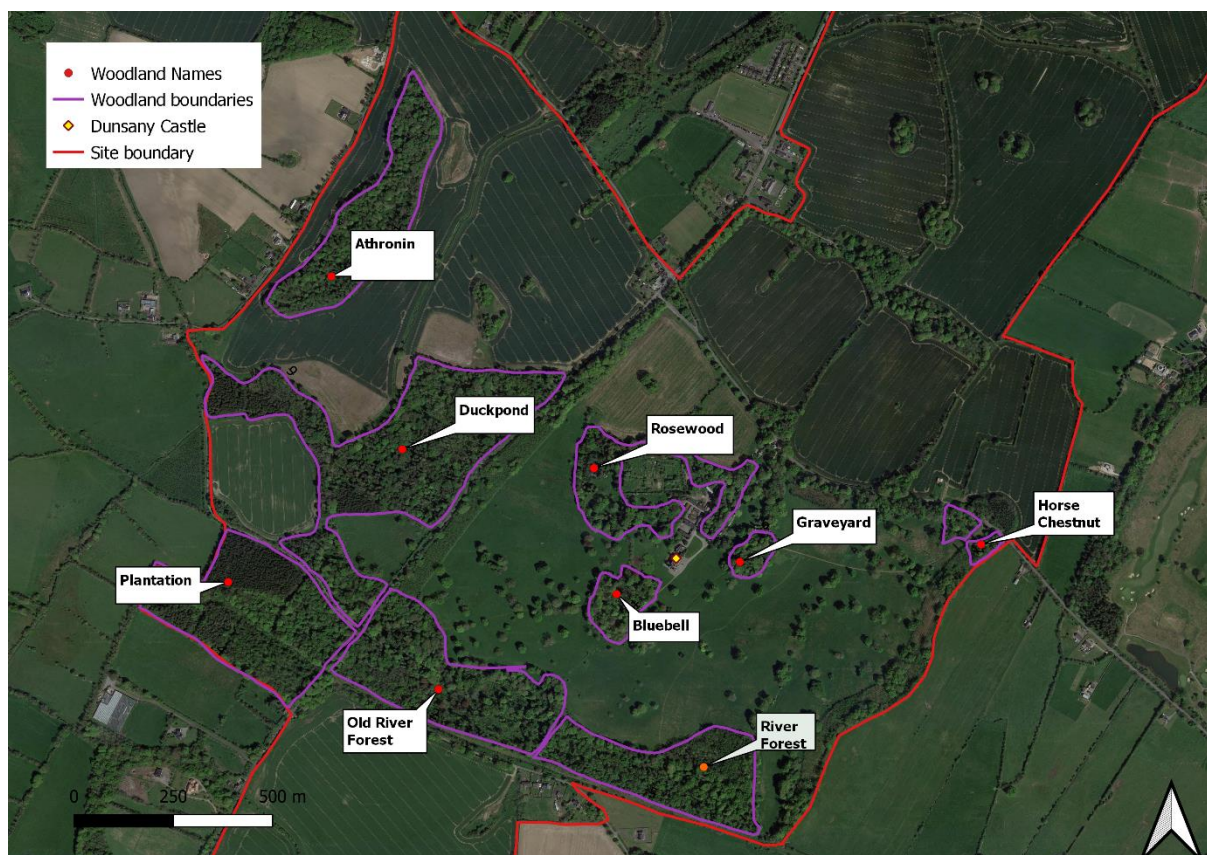 Woodland Names
Woodland boundaries
Dunsany Castle
Site boundary
Athronin
Duckpond
Rosewood
Graveyard
Horse
Chestnut
Plantation
Bluebell
Old River
Forest
River
Forest
0 250 500 m